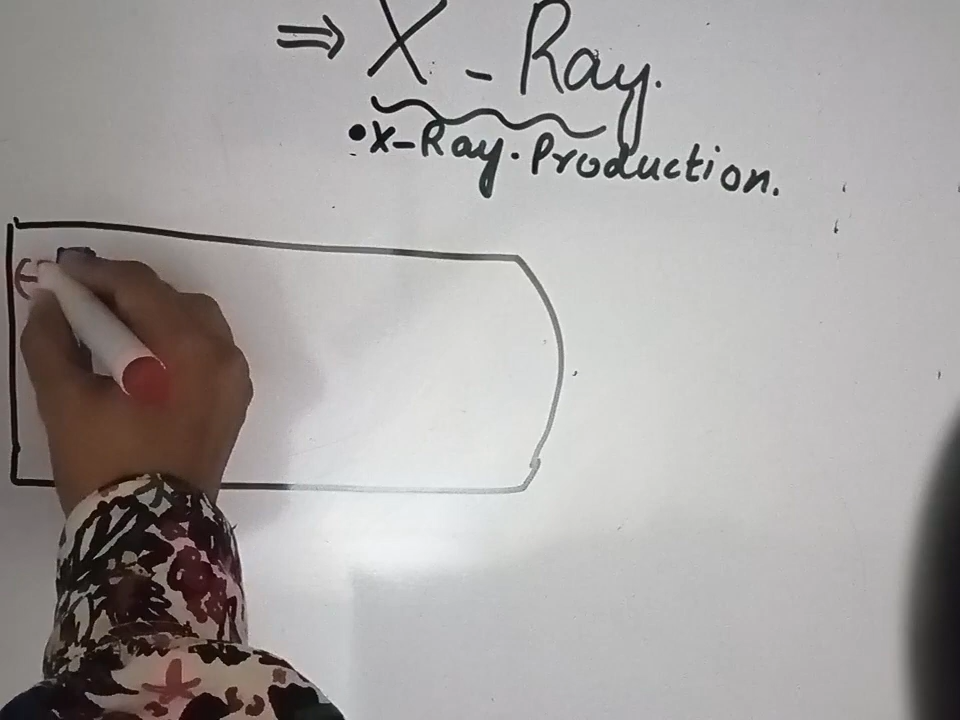 ⇒ X - Ray.
• X-Ray. Production.